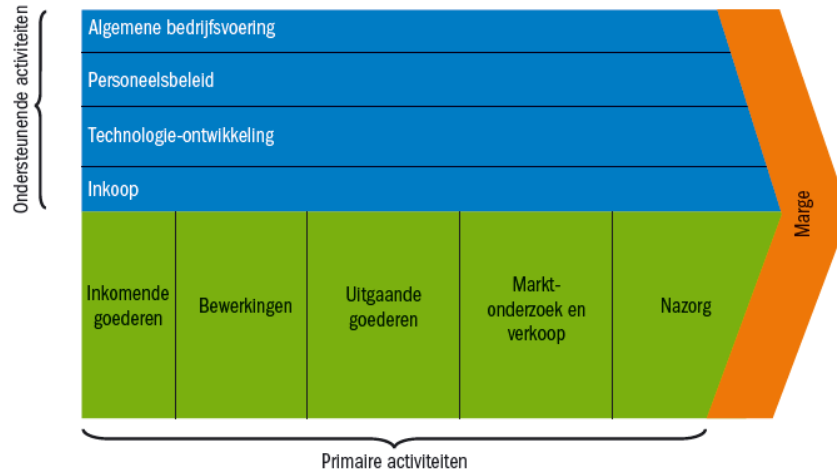 Ondersteunende activiteiten
Algemene bedrijfsvoering
Personeelsbeleid
Technologie-ontwikkeling
Inkoop
Inkomende
goederen
Bewerkingen
Uitgaande
goederen
Markt-
onderzoek en
verkoop
Nazorg
Marge
Primaire activiteiten